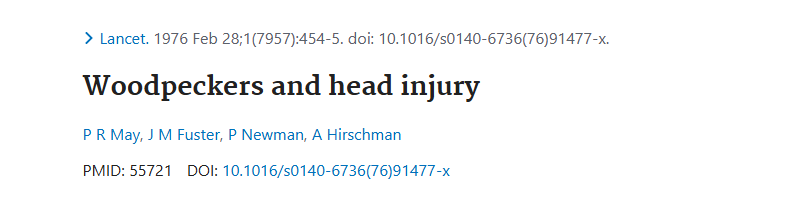 Lancet. 1976 Feb 28;1(7957):454-5. doi: 10.1016/s0140-6736(76)91477-x.
Woodpeckers and head injury
P R May, J M Fuster, P Newman, A Hirschman
PMID: 55721 DOI: 10.1016/s0140-6736(76)91477-x